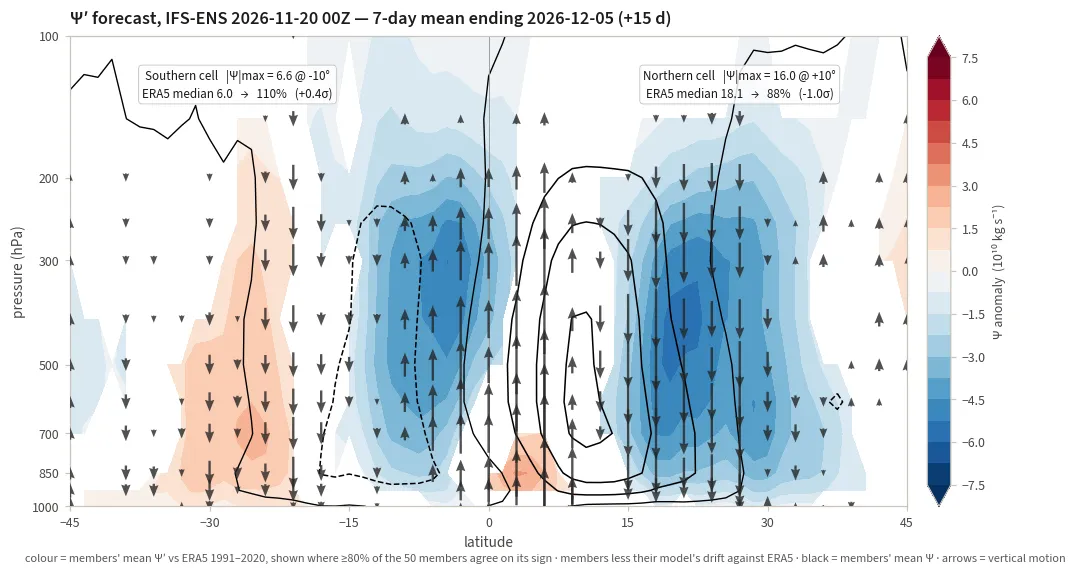 Ψ′ forecast, IFS-ENS 2026-11-20 00Z — 7-day mean ending 2026-12-05 (+15 d)
Southern cell |Ψ|max = 6.6 @ -10°
ERA5 median 6.0 → 110% (+0.4σ)
Northern cell |Ψ|max = 16.0 @ +10°
ERA5 median 18.1 → 88% (-1.0σ)
pressure (hPa)
100
200
300
400
500
700
850
1000
−45
−30
−15
0
15
30
45
latitude
7.5
6.0
4.5
3.0
1.5
0.0
−1.5
−3.0
−4.5
−6.0
−7.5
Ψ anomaly (10¹⁰ kg s⁻¹)
colour = members' mean Ψ′ vs ERA5 1991–2020, shown where ≥80% of the 50 members agree on its sign · members less their model's drift against ERA5 · black = members' mean Ψ · arrows = vertical motion